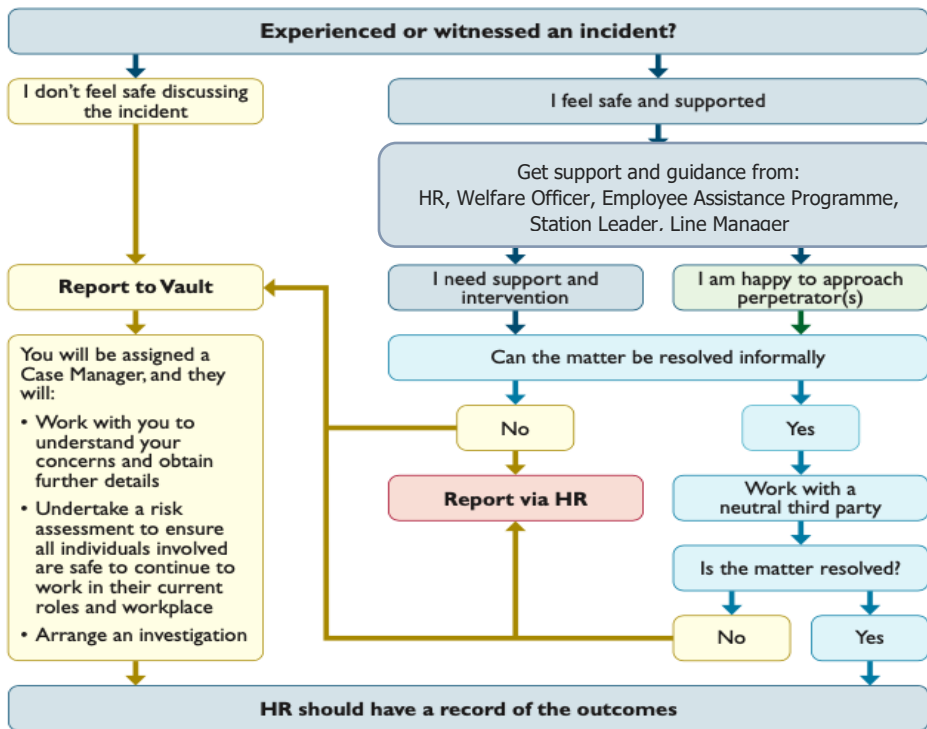 Experienced or witnessed an incident?
I don't feel safe discussing
the incident
I feel safe and supported
Get support and guidance from:
HR, Welfare Officer, Employee Assistance Programme,
Station Leader, Line Manager
Report to Vault
I need support and
intervention
I am happy to approach
perpetrator(s)
You will be assigned a
Case Manager, and they
will:
• Work with you to
understand your
concerns and obtain
further details
• Undertake a risk
assessment to ensure
all individuals involved
are safe to continue to
work in their current
roles and workplace
• Arrange an investigation
Can the matter be resolved informally
No
Yes
Report via HR
Work with a
neutral third party
Is the matter resolved?
No
Yes
HR should have a record of the outcomes